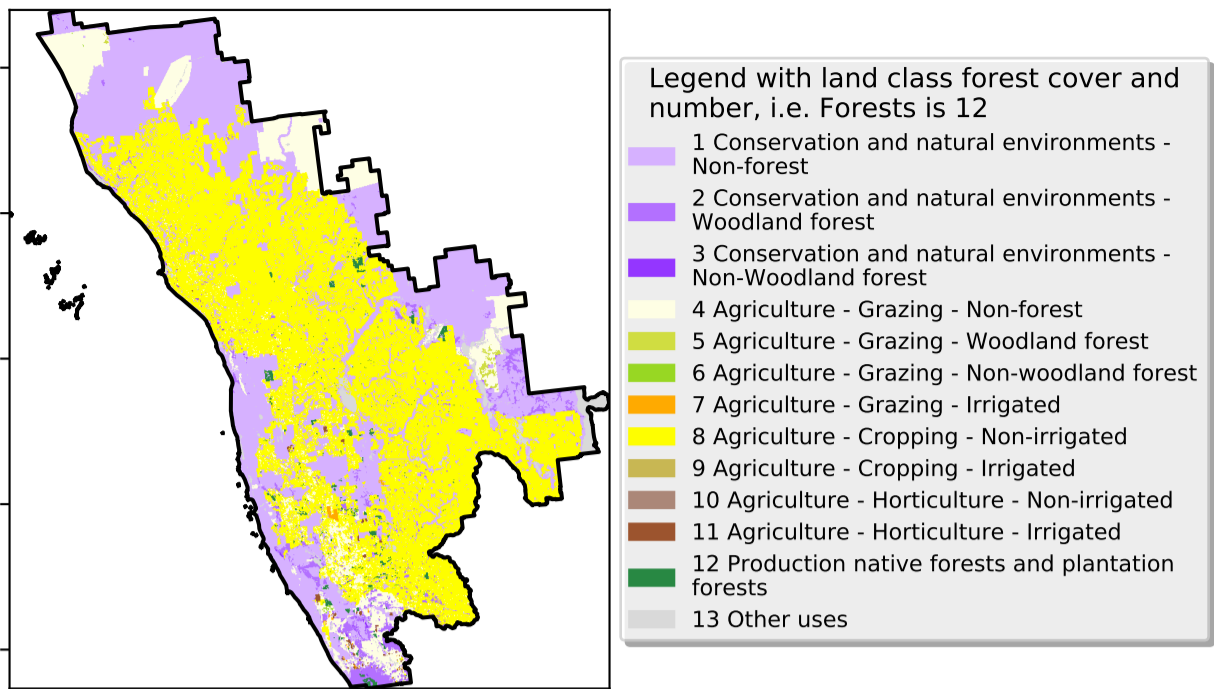 Legend with land class forest cover and
number, i.e. Forests is 12
1 Conservation and natural environments -
Non-forest
2 Conservation and natural environments -
Woodland forest
3 Conservation and natural environments -
Non-Woodland forest
4 Agriculture - Grazing - Non-forest
5 Agriculture - Grazing - Woodland forest
6 Agriculture - Grazing - Non-woodland forest
7 Agriculture - Grazing - Irrigated
8 Agriculture - Cropping - Non-irrigated
9 Agriculture - Cropping - Irrigated
10 Agriculture - Horticulture - Non-irrigated
11 Agriculture - Horticulture - Irrigated
12 Production native forests and plantation
forests
13 Other uses